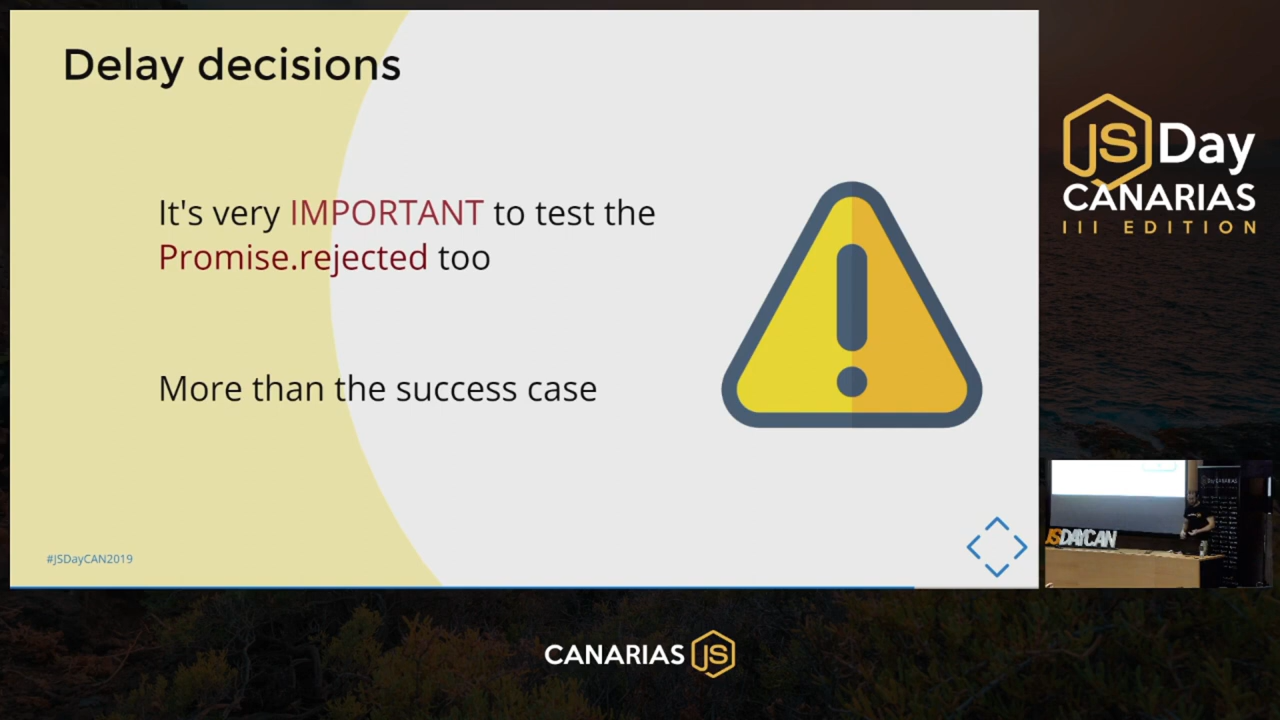 Delay decisions
It's very IMPORTANT to test the
Promise.rejected too
More than the success case
#JSDayCAN2019
JS Day
CANARIAS
III EDITION
JSDAYCAN
CANARIAS JS